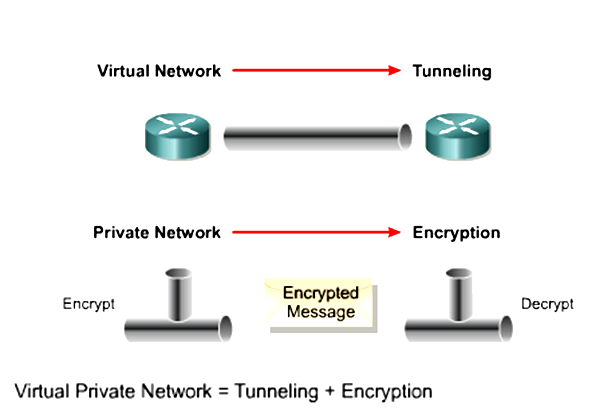 Virtual Network
Tunneling
Private Network
Encryption
Encrypt
Encrypted
Message
Decrypt
Virtual Private Network = Tunneling + Encryption